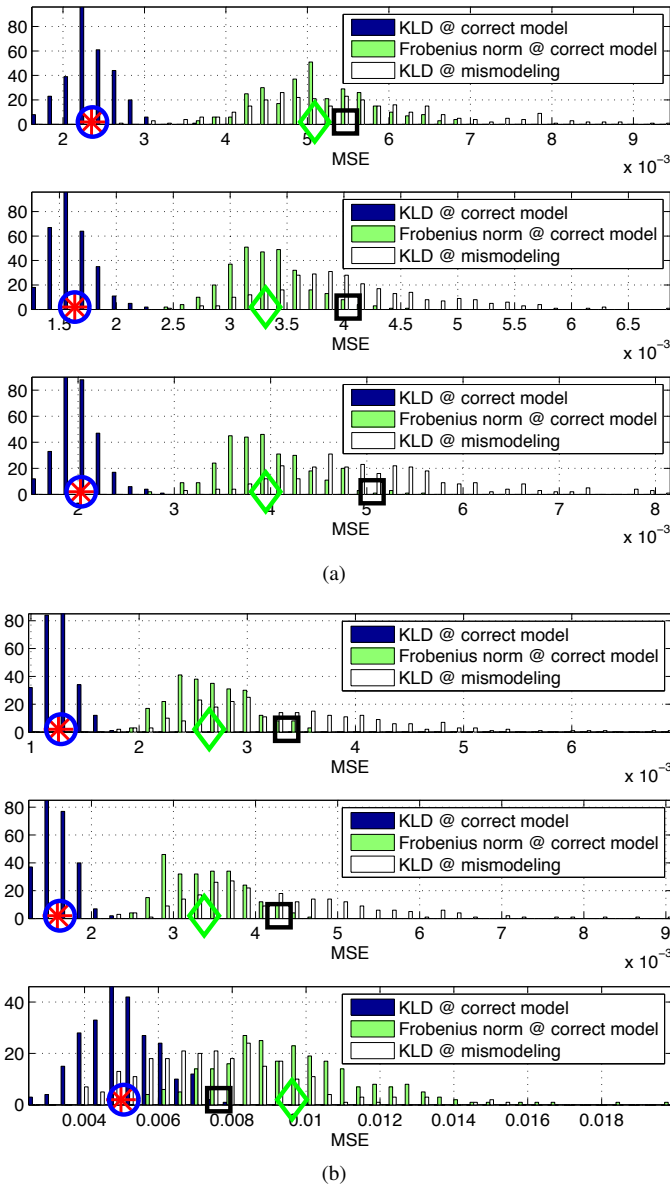 80
60
40
20
0
KLD @ correct model
Frobenius norm @ correct model
KLD @ mismodeling
2 3 4 5 6 7 8 9
MSE
x 10⁻³
80
60
40
20
0
KLD @ correct model
Frobenius norm @ correct model
KLD @ mismodeling
1.5 2 2.5 3 3.5 4 4.5 5 5.5 6 6.5
MSE
x 10⁻³
80
60
40
20
0
KLD @ correct model
Frobenius norm @ correct model
KLD @ mismodeling
2 3 4 5 6 7 8
MSE
x 10⁻³
(a)
80
60
40
20
0
KLD @ correct model
Frobenius norm @ correct model
KLD @ mismodeling
1 2 3 4 5 6
MSE
x 10⁻³
80
60
40
20
0
KLD @ correct model
Frobenius norm @ correct model
KLD @ mismodeling
2 3 4 5 6 7 8 9
MSE
x 10⁻³
40
20
0
KLD @ correct model
Frobenius norm @ correct model
KLD @ mismodeling
0.004 0.006 0.008 0.01 0.012 0.014 0.016 0.018
MSE
(b)